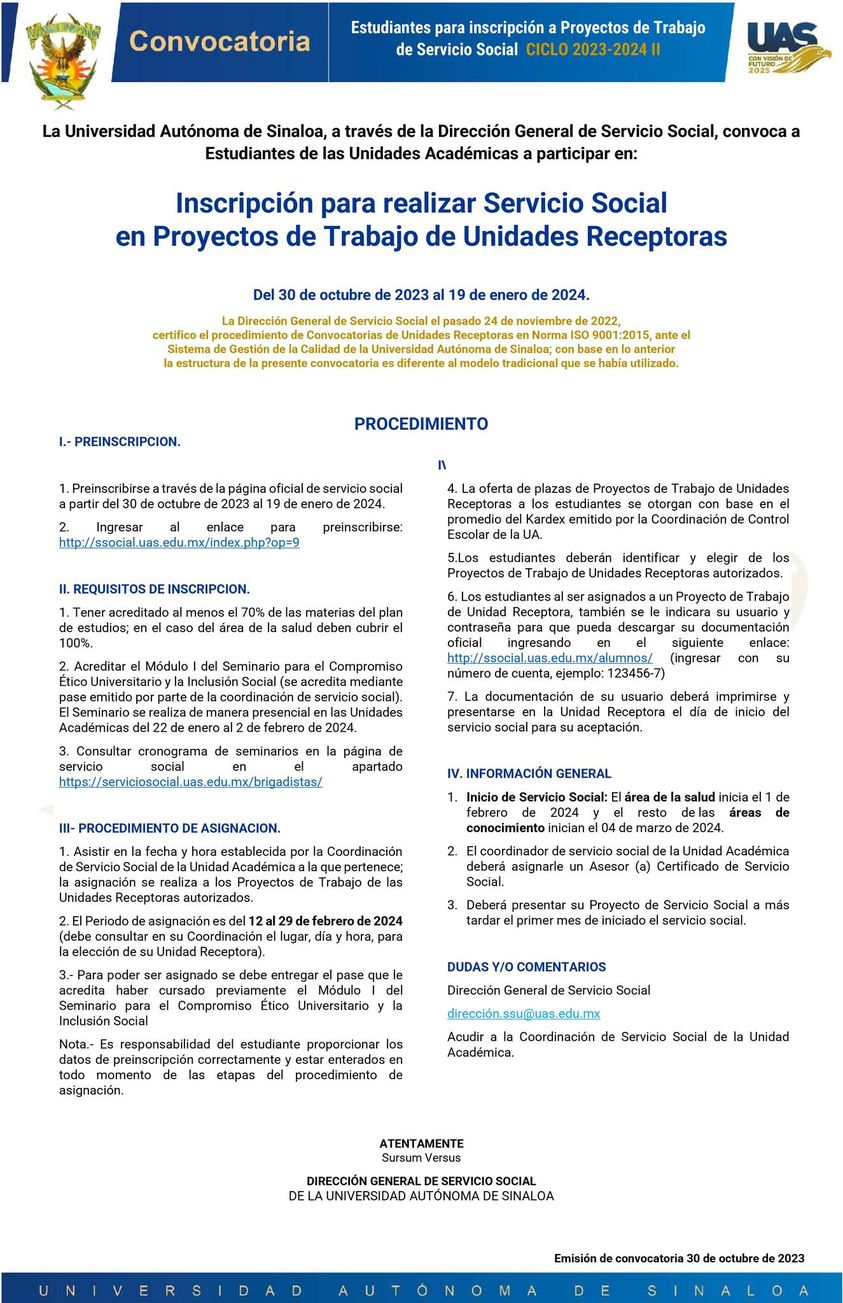 Convocatoria
Estudiantes para inscripción a Proyectos de Trabajo
de Servicio Social CICLO 2023-2024 II
UAS
CON VISIÓN DE
FUTURO
2025
La Universidad Autónoma de Sinaloa, a través de la Dirección General de Servicio Social, convoca a
Estudiantes de las Unidades Académicas a participar en:
Inscripción para realizar Servicio Social
en Proyectos de Trabajo de Unidades Receptoras
Del 30 de octubre de 2023 al 19 de enero de 2024.
La Dirección General de Servicio Social el pasado 24 de noviembre de 2022,
certifico el procedimiento de Convocatorias de Unidades Receptoras en Norma ISO 9001:2015, ante el
Sistema de Gestión de la Calidad de la Universidad Autónoma de Sinaloa; con base en lo anterior
la estructura de la presente convocatoria es diferente al modelo tradicional que se había utilizado.
PROCEDIMIENTO
I.- PREINSCRIPCION.
1. Preinscribirse a través de la página oficial de servicio social
a partir del 30 de octubre de 2023 al 19 de enero de 2024.
2. Ingresar al enlace para preinscribirse:
http://ssocial.uas.edu.mx/index.php?op=9
II. REQUISITOS DE INSCRIPCION.
1. Tener acreditado al menos el 70% de las materias del plan
de estudios; en el caso del área de la salud deben cubrir el
100%.
2. Acreditar el Módulo I del Seminario para el Compromiso
Ético Universitario y la Inclusión Social (se acredita mediante
pase emitido por parte de la coordinación de servicio social).
El Seminario se realiza de manera presencial en las Unidades
Académicas del 22 de enero al 2 de febrero de 2024.
3. Consultar cronograma de seminarios en la página de
servicio social en el apartado
https://serviciosocial.uas.edu.mx/brigadistas/
III- PROCEDIMIENTO DE ASIGNACION.
1. Asistir en la fecha y hora establecida por la Coordinación
de Servicio Social de la Unidad Académica a la que pertenece;
la asignación se realiza a los Proyectos de Trabajo de las
Unidades Receptoras autorizados.
2. El Periodo de asignación es del 12 al 29 de febrero de 2024
(debe consultar en su Coordinación el lugar, día y hora, para
la elección de su Unidad Receptora).
3.- Para poder ser asignado se debe entregar el pase que le
acredita haber cursado previamente el Módulo I del
Seminario para el Compromiso Ético Universitario y la
Inclusión Social
Nota.- Es responsabilidad del estudiante proporcionar los
datos de preinscripción correctamente y estar enterados en
todo momento de las etapas del procedimiento de
asignación.
I\
4. La oferta de plazas de Proyectos de Trabajo de Unidades
Receptoras a los estudiantes se otorgan con base en el
promedio del Kardex emitido por la Coordinación de Control
Escolar de la UA.
5.Los estudiantes deberán identificar y elegir de los
Proyectos de Trabajo de Unidades Receptoras autorizados.
6. Los estudiantes al ser asignados a un Proyecto de Trabajo
de Unidad Receptora, también se le indicara su usuario y
contraseña para que pueda descargar su documentación
oficial ingresando en el siguiente enlace:
http://ssocial.uas.edu.mx/alumnos/ (ingresar con su
número de cuenta, ejemplo: 123456-7)
7. La documentación de su usuario deberá imprimirse y
presentarse en la Unidad Receptora el día de inicio del
servicio social para su aceptación.
IV. INFORMACIÓN GENERAL
1. Inicio de Servicio Social: El área de la salud inicia el 1 de
febrero de 2024 y el resto de las áreas de
conocimiento inician el 04 de marzo de 2024.
2. El coordinador de servicio social de la Unidad Académica
deberá asignarle un Asesor (a) Certificado de Servicio
Social.
3. Deberá presentar su Proyecto de Servicio Social a más
tardar el primer mes de iniciado el servicio social.
DUDAS Y/O COMENTARIOS
Dirección General de Servicio Social
dirección.ssu@uas.edu.mx
Acudir a la Coordinación de Servicio Social de la Unidad
Académica.
ATENTAMENTE
Sursum Versus
DIRECCIÓN GENERAL DE SERVICIO SOCIAL
DE LA UNIVERSIDAD AUTÓNOMA DE SINALOA
Emisión de convocatoria 30 de octubre de 2023
UNIVERSIDAD AUTÓNOMA DE SINALOA